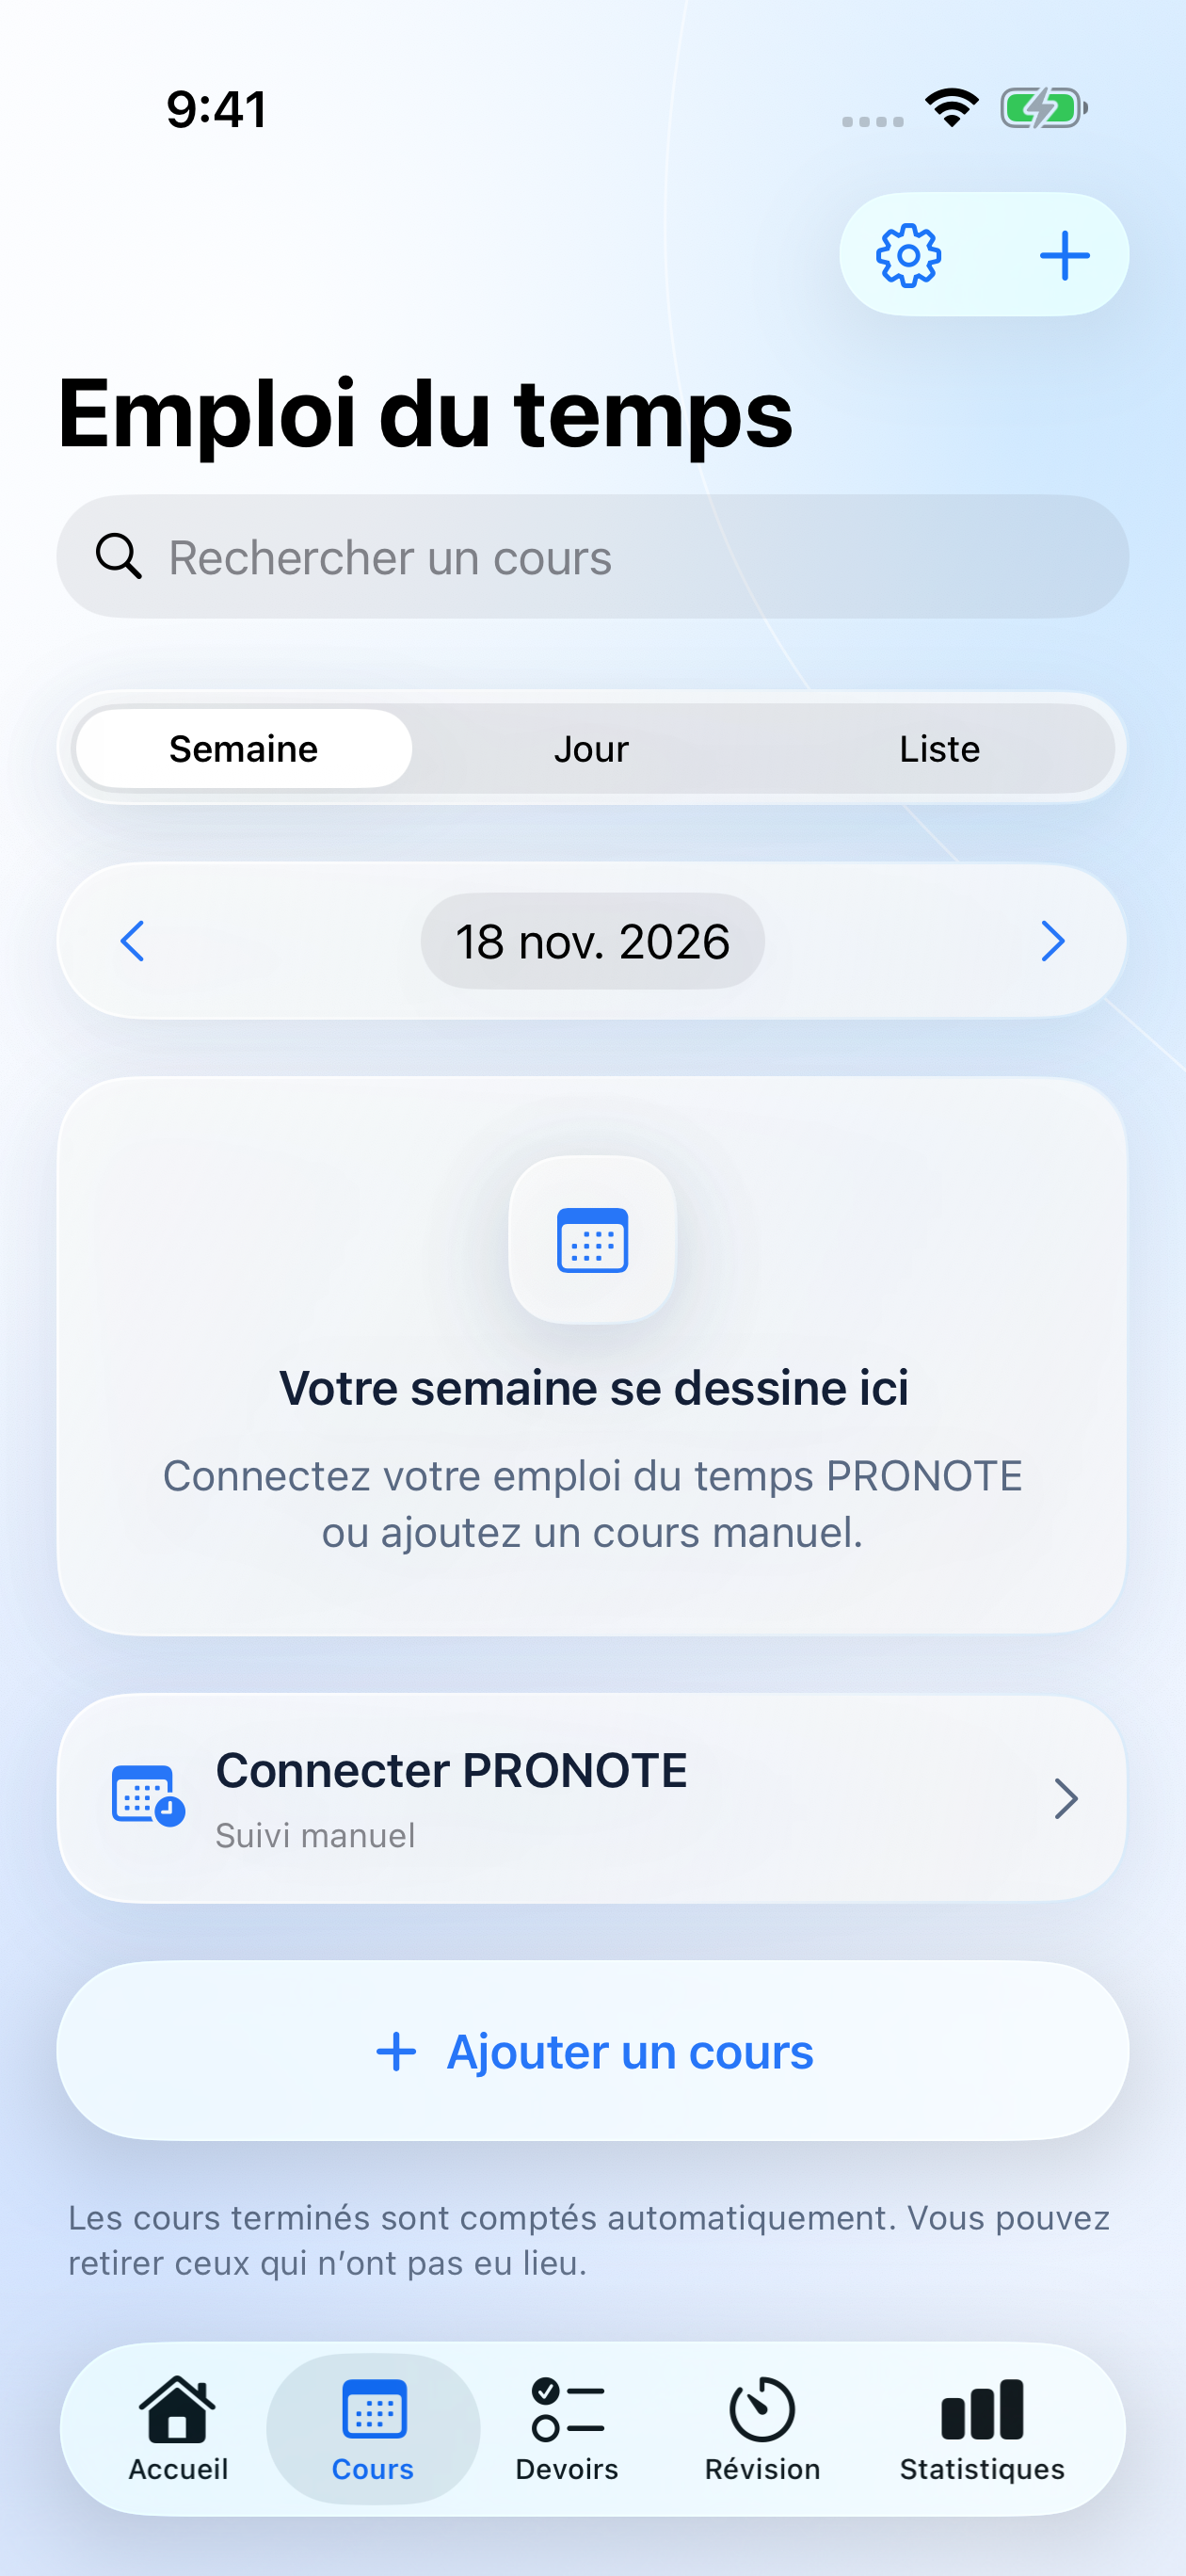 9:41
Emploi du temps
Rechercher un cours
Semaine Jour Liste
18 nov. 2026
Votre semaine se dessine ici
Connectez votre emploi du temps PRONOTE
ou ajoutez un cours manuel.
Connecter PRONOTE
Suivi manuel
Ajouter un cours
Les cours terminés sont comptés automatiquement. Vous pouvez
retirer ceux qui n’ont pas eu lieu.
Accueil Cours Devoirs Révision Statistiques